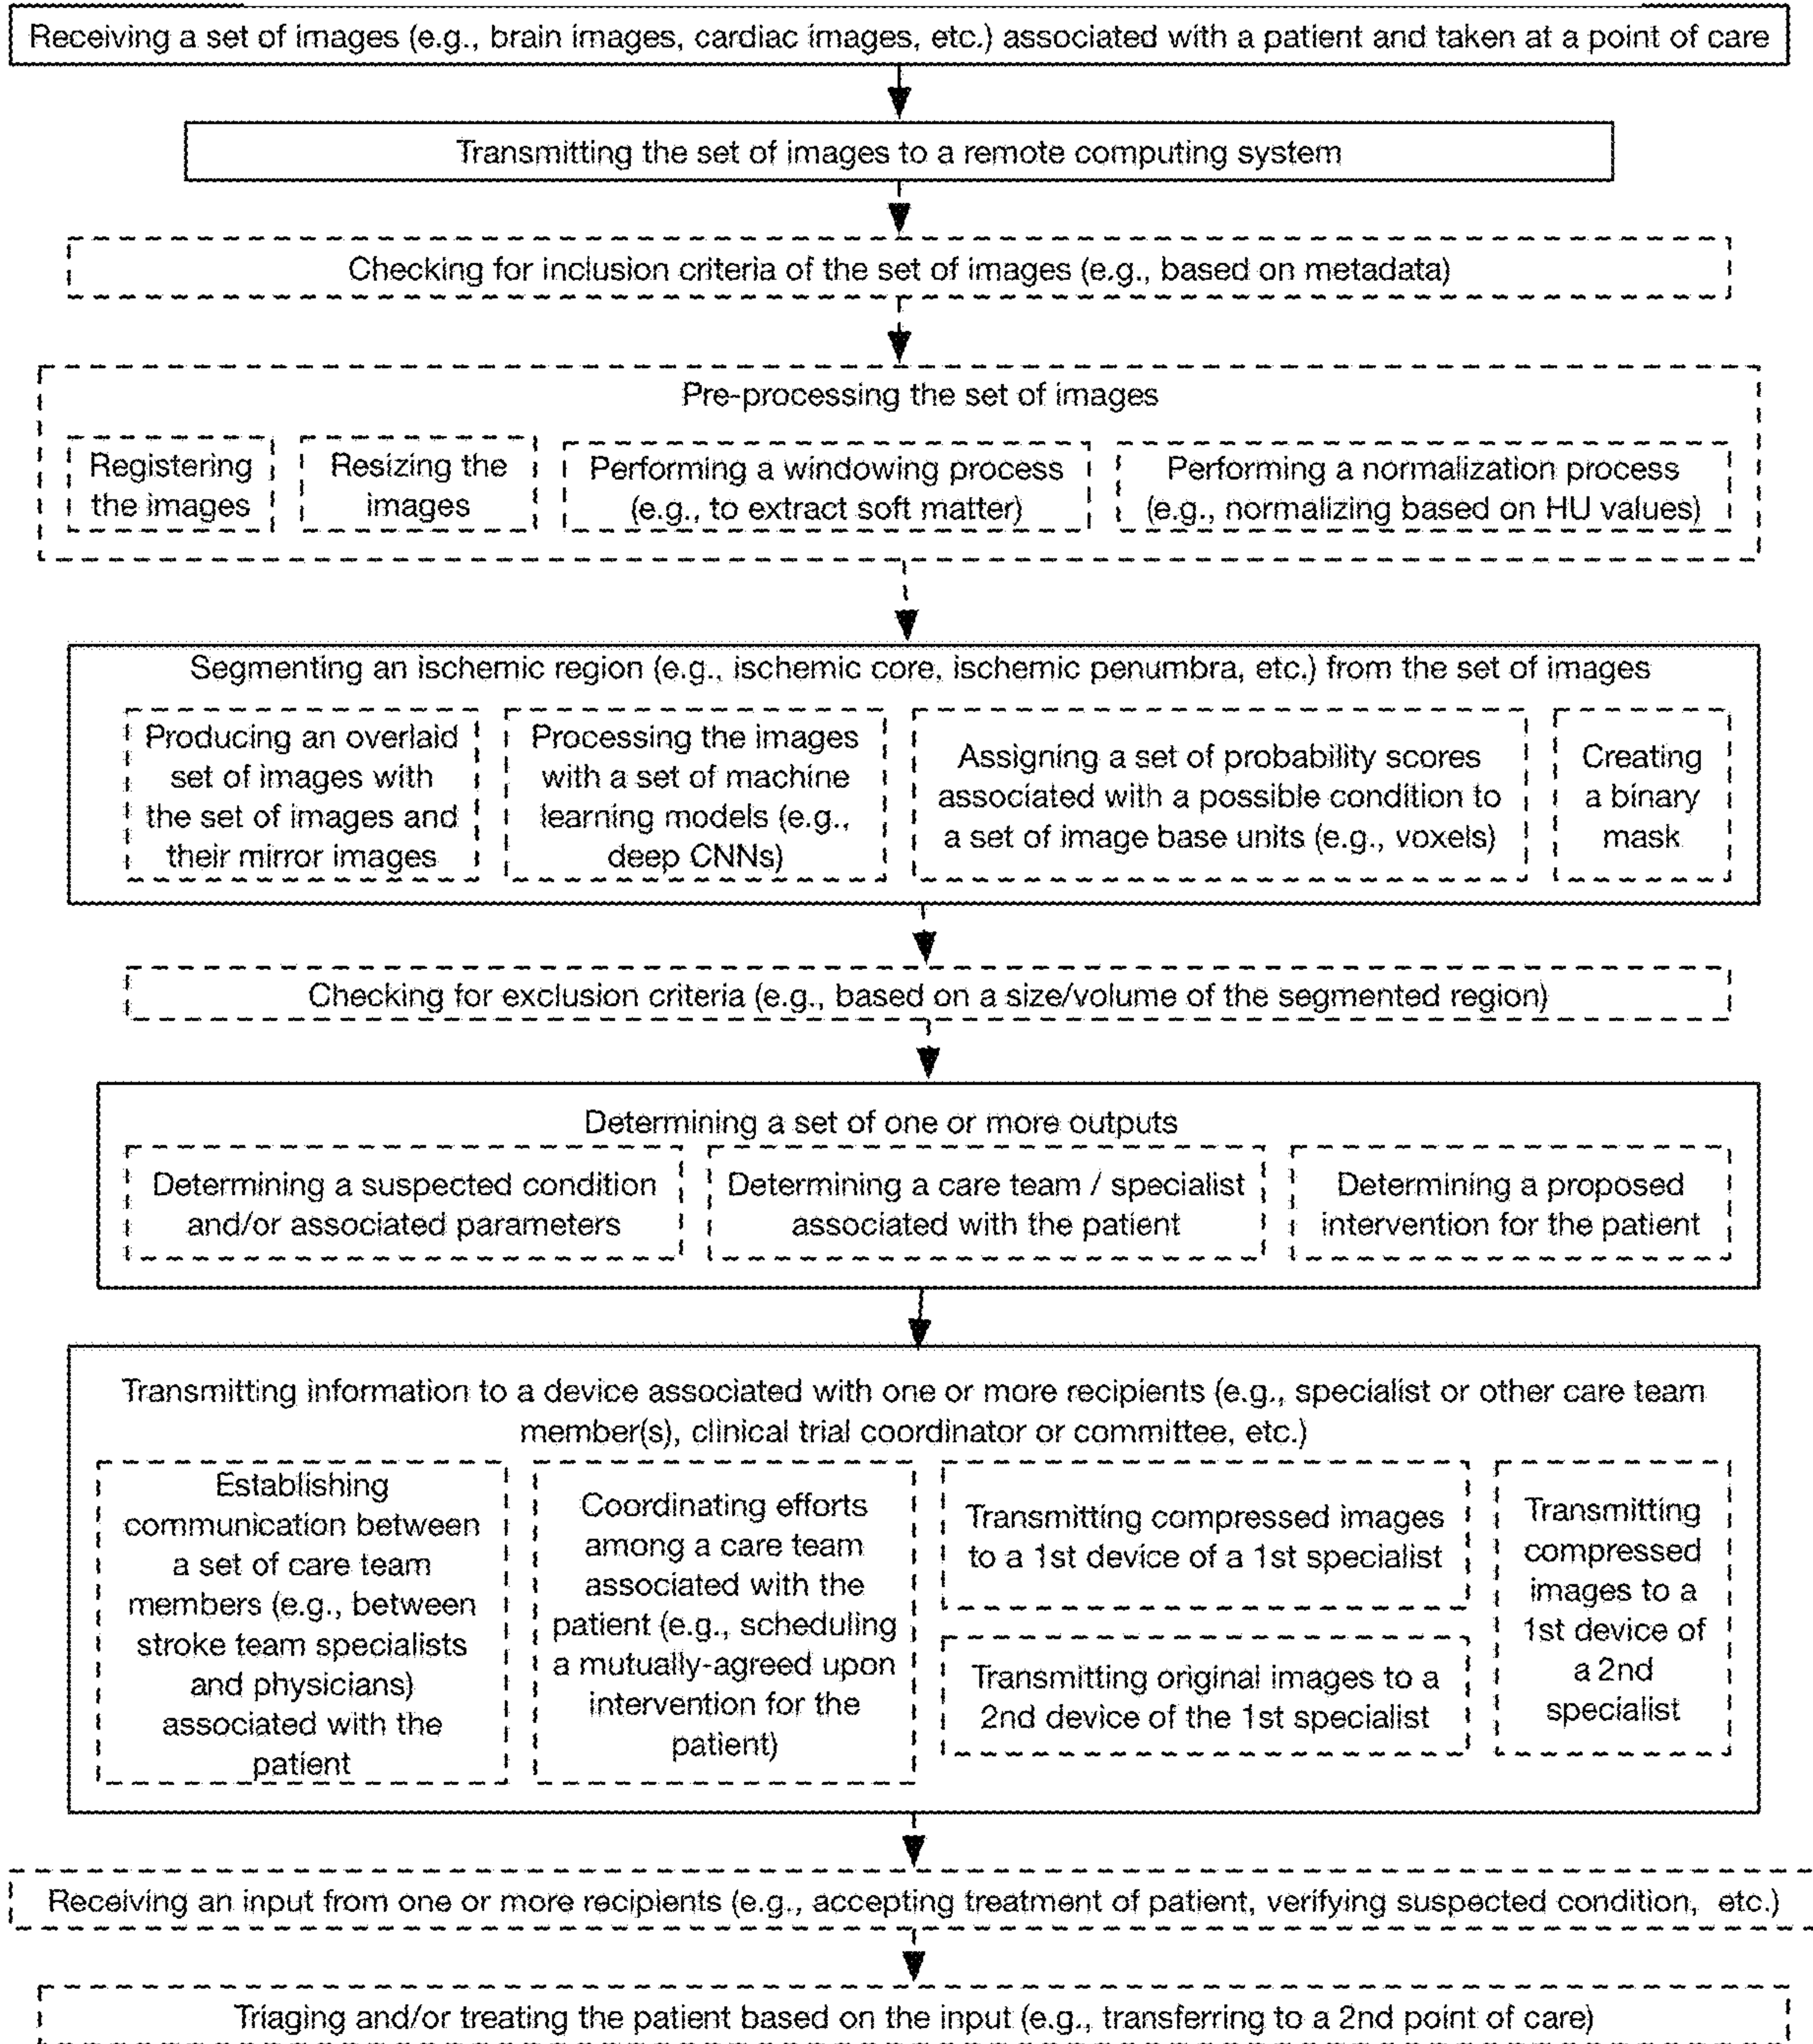 Receiving a set of images (e.g., brain images, cardiac images, etc.) associated with a patient and taken at a point of care
Transmitting the set of images to a remote computing system
Checking for inclusion criteria of the set of images (e.g., based on metadata)
Pre-processing the set of images
Registering
the images
Resizing the
images
Performing a windowing process
(e.g., to extract soft matter)
Performing a normalization process
(e.g., normalizing based on HU values)
Segmenting an ischemic region (e.g., ischemic core, ischemic penumbra, etc.) from the set of images
Producing an overlaid
set of images with
the set of images and
their mirror images
Processing the images
with a set of machine
learning models (e.g.,
deep CNNs)
Assigning a set of probability scores
associated with a possible condition to
a set of image base units (e.g., voxels)
Creating
a binary
mask
Checking for exclusion criteria (e.g., based on a size/volume of the segmented region)
Determining a set of one or more outputs
Determining a suspected condition
and/or associated parameters
Determining a care team / specialist
associated with the patient
Determining a proposed
intervention for the patient
Transmitting information to a device associated with one or more recipients (e.g., specialist or other care team
member(s), clinical trial coordinator or committee, etc.)
Establishing
communication between
a set of care team
members (e.g., between
stroke team specialists
and physicians)
associated with the
patient
Coordinating efforts
among a care team
associated with the
patient (e.g., scheduling
a mutually-agreed upon
intervention for the
patient)
Transmitting compressed images
to a 1st device of a 1st specialist
Transmitting original images to a
2nd device of the 1st specialist
Transmitting
compressed
images to a
1st device of
a 2nd
specialist
Receiving an input from one or more recipients (e.g., accepting treatment of patient, verifying suspected condition, etc.)
Triaging and/or treating the patient based on the input (e.g., transferring to a 2nd point of care)